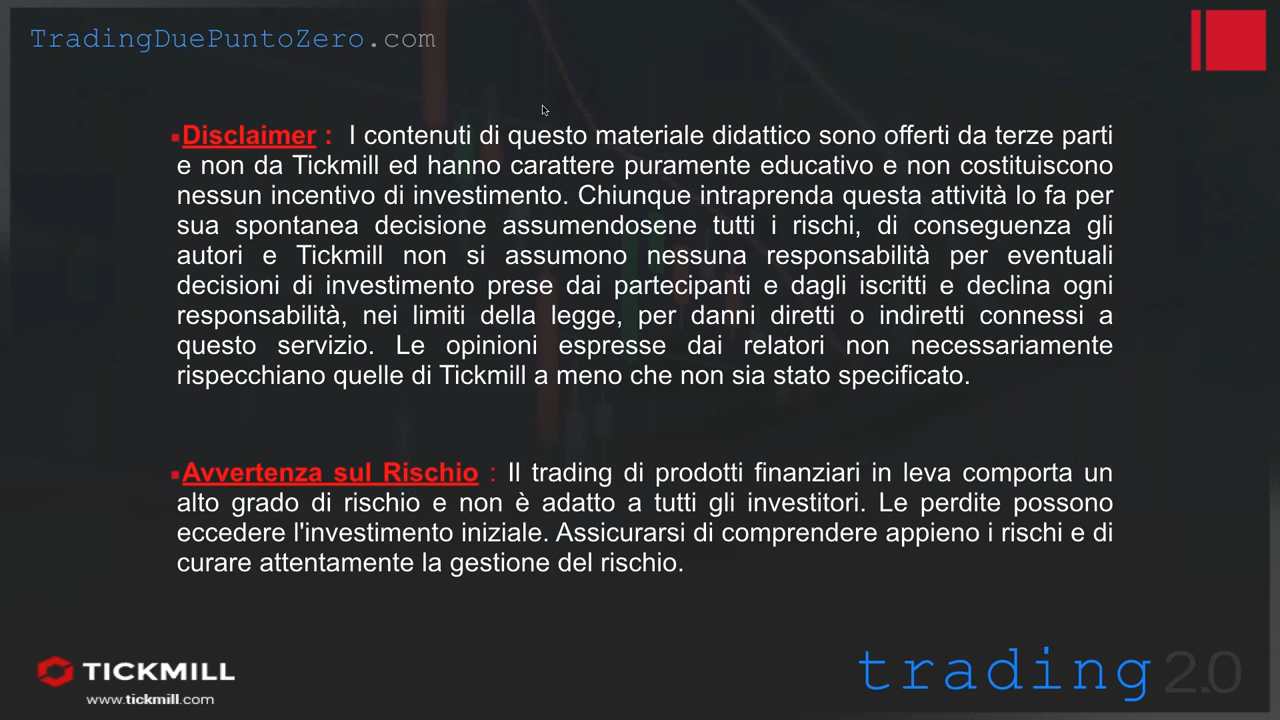 TradingDuePuntoZero.com
Disclaimer : I contenuti di questo materiale didattico sono offerti da terze parti
e non da Tickmill ed hanno carattere puramente educativo e non costituiscono
nessun incentivo di investimento. Chiunque intraprenda questa attività lo fa per
sua spontanea decisione assumendosene tutti i rischi, di conseguenza gli
autori e Tickmill non si assumono nessuna responsabilità per eventuali
decisioni di investimento prese dai partecipanti e dagli iscritti e declina ogni
responsabilità, nei limiti della legge, per danni diretti o indiretti connessi a
questo servizio. Le opinioni espresse dai relatori non necessariamente
rispecchiano quelle di Tickmill a meno che non sia stato specificato.
Avvertenza sul Rischio : Il trading di prodotti finanziari in leva comporta un
alto grado di rischio e non è adatto a tutti gli investitori. Le perdite possono
eccedere l'investimento iniziale. Assicurarsi di comprendere appieno i rischi e di
curare attentamente la gestione del rischio.
TICKMILL
www.tickmill.com
trading 2.0